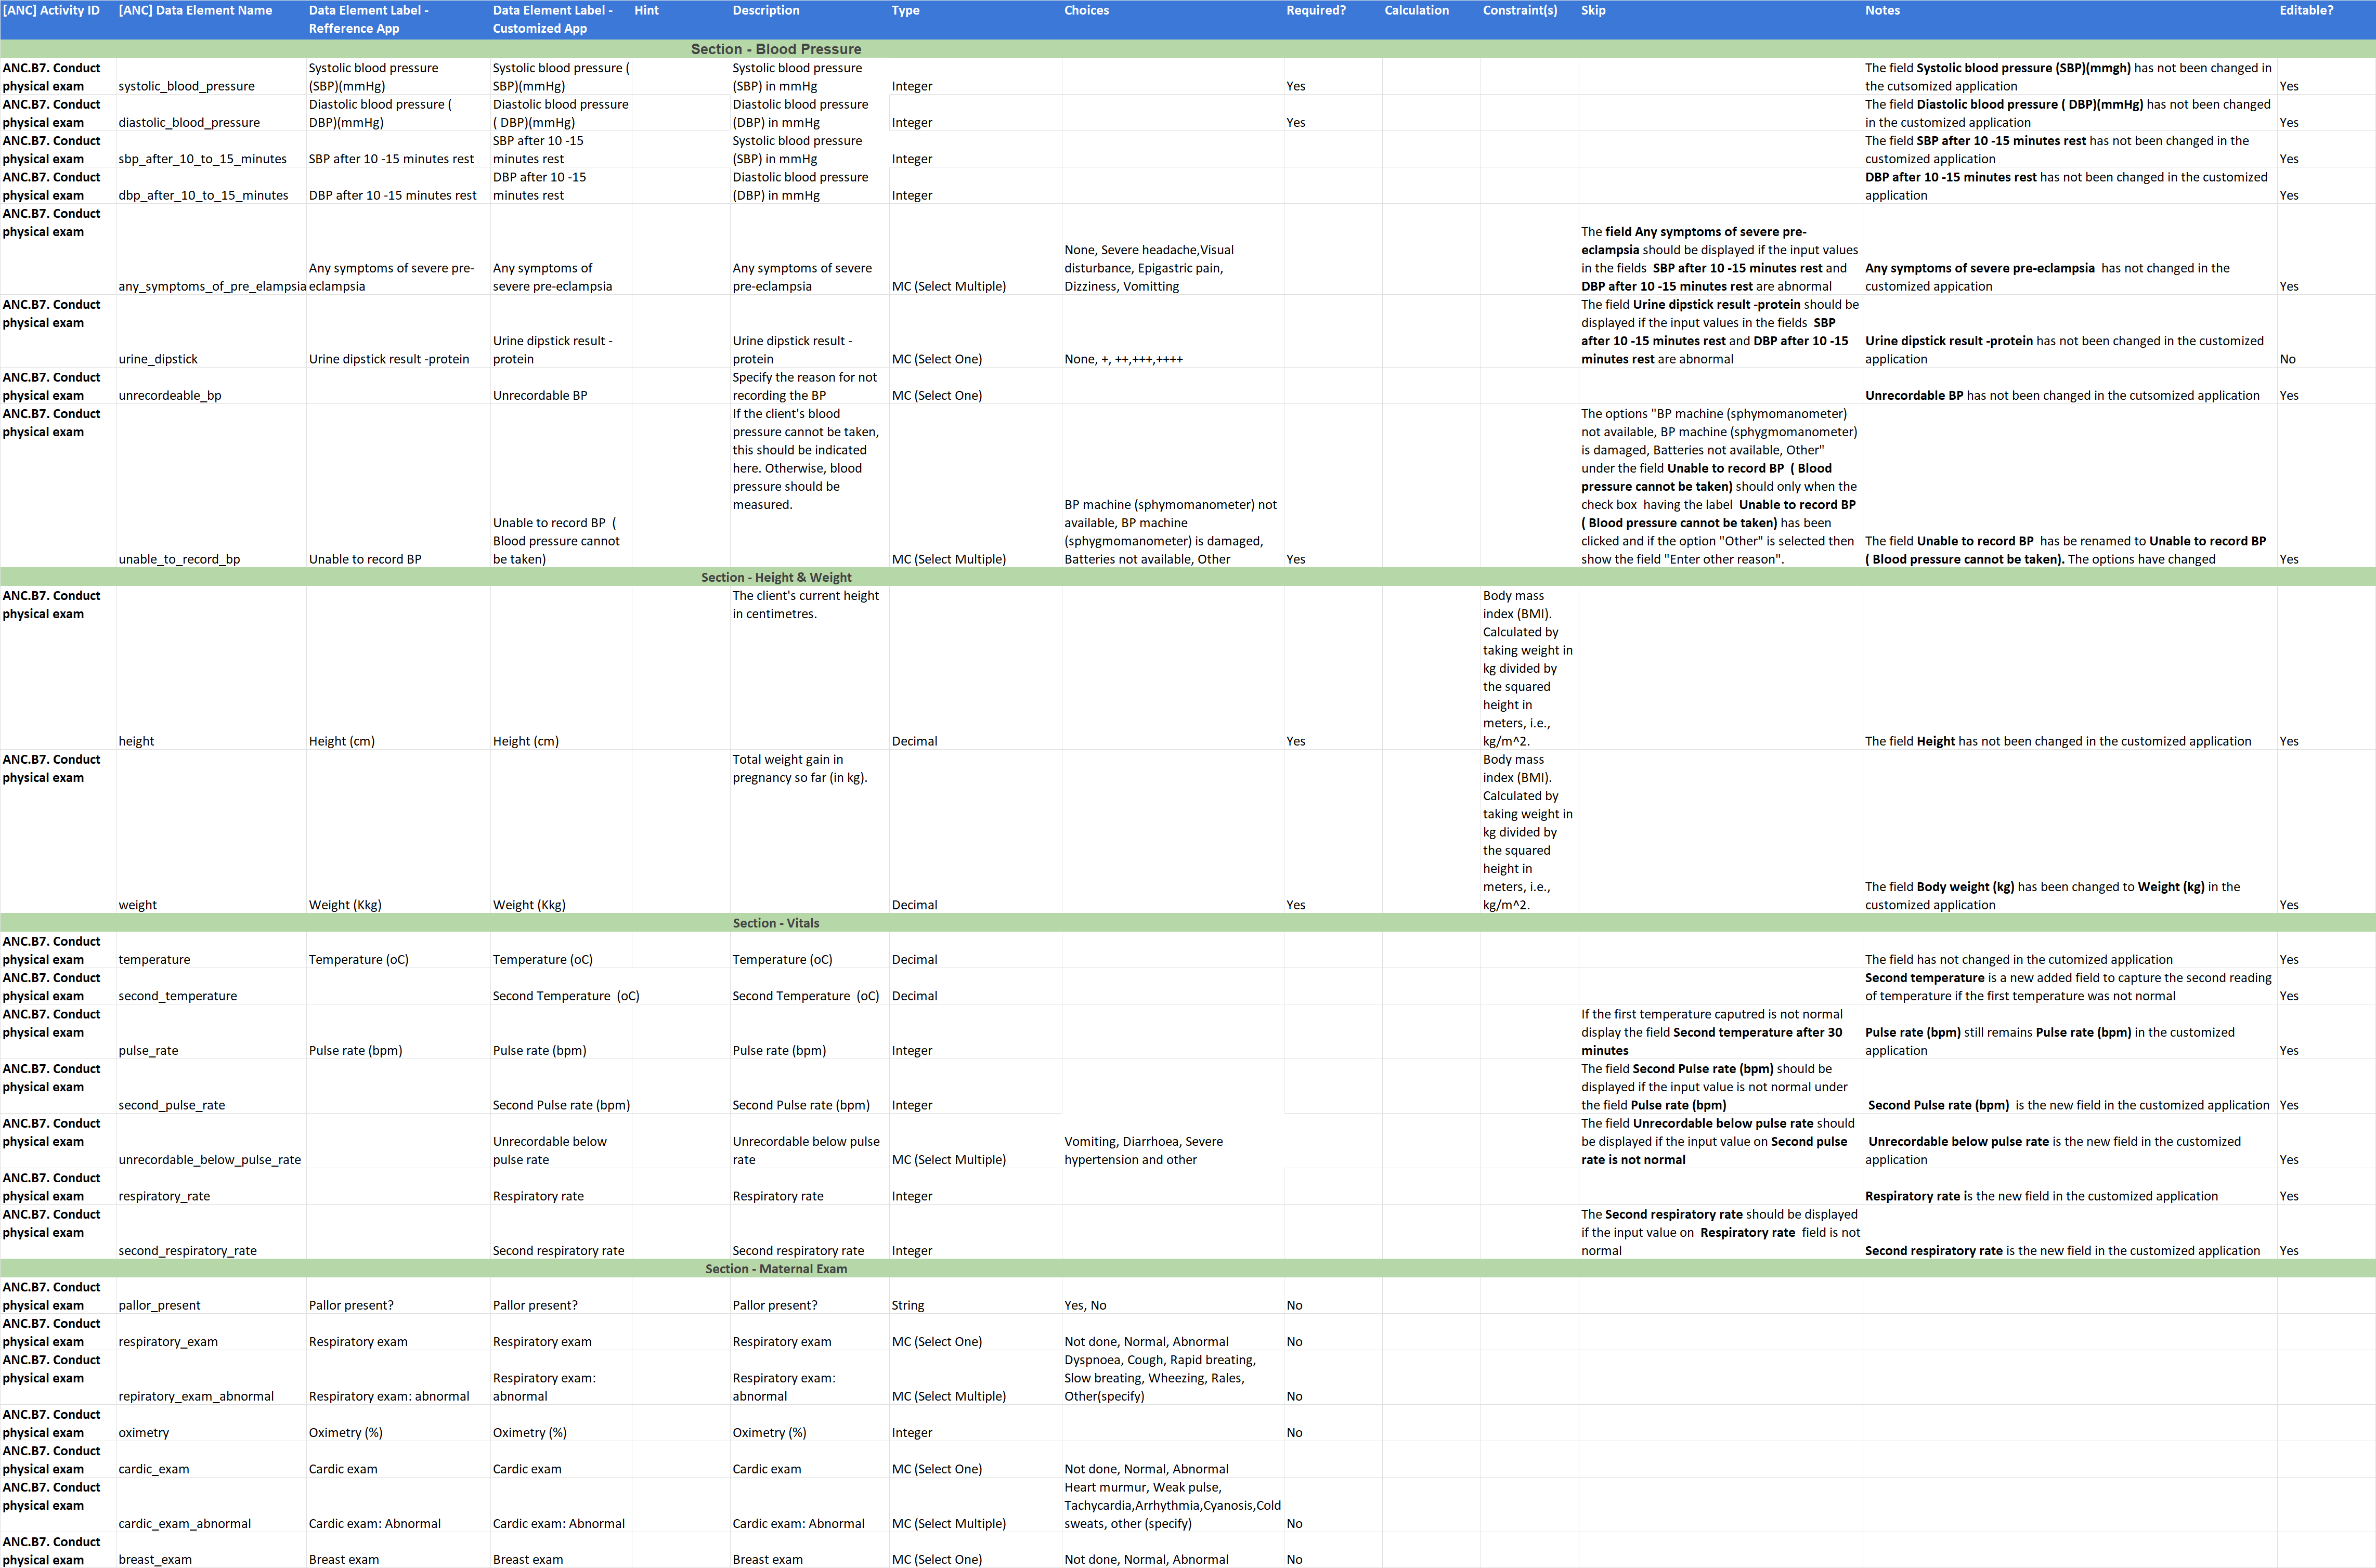 [ANC] Activity ID
[ANC] Data Element Name
Data Element Label -
Refference App
Data Element Label -
Customized App
Hint
Description
Type
Choices
Required?
Calculation
Constraint(s)
Skip
Notes
Editable?
Section - Blood Pressure
ANC.B7. Conduct
physical exam
systolic_blood_pressure
Systolic blood pressure
(SBP)(mmHg)
Systolic blood pressure (
SBP)(mmHg)
Systolic blood pressure
(SBP) in mmHg
Integer
Yes
The field Systolic blood pressure (SBP)(mmgh) has not been changed in
the cutsomized application
Yes
ANC.B7. Conduct
physical exam
diastolic_blood_pressure
Diastolic blood pressure (
DBP)(mmHg)
Diastolic blood pressure
( DBP)(mmHg)
Diastolic blood pressure
(DBP) in mmHg
Integer
Yes
The field Diastolic blood pressure ( DBP)(mmHg) has not been changed
in the customized application
Yes
ANC.B7. Conduct
physical exam
sbp_after_10_to_15_minutes
SBP after 10 -15 minutes rest
SBP after 10 -15
minutes rest
Systolic blood pressure
(SBP) in mmHg
Integer
The field SBP after 10 -15 minutes rest has not been changed in the
customized application
Yes
ANC.B7. Conduct
physical exam
dbp_after_10_to_15_minutes
DBP after 10 -15 minutes rest
DBP after 10 -15
minutes rest
Diastolic blood pressure
(DBP) in mmHg
Integer
DBP after 10 -15 minutes rest has not been changed in the customized
application
Yes
ANC.B7. Conduct
physical exam
any_symptoms_of_pre_elampsia
Any symptoms of severe pre-
eclampsia
Any symptoms of
severe pre-eclampsia
Any symptoms of severe
pre-eclampsia
MC (Select Multiple)
None, Severe headache,Visual
disturbance, Epigastric pain,
Dizziness, Vomitting
The field Any symptoms of severe pre-
eclampsia should be displayed if the input values
in the fields  SBP after 10 -15 minutes rest and
DBP after 10 -15 minutes rest are abnormal
Any symptoms of severe pre-eclampsia  has not changed in the
customized appication
Yes
ANC.B7. Conduct
physical exam
urine_dipstick
Urine dipstick result -protein
Urine dipstick result -
protein
Urine dipstick result -
protein
MC (Select One)
None, +, ++,+++,++++
The field Urine dipstick result -protein should be
displayed if the input values in the fields  SBP
after 10 -15 minutes rest and DBP after 10 -15
minutes rest are abnormal
Urine dipstick result -protein has not been changed in the customized
application
No
ANC.B7. Conduct
physical exam
unrecordeable_bp
Unrecordable BP
Specify the reason for not
recording the BP
MC (Select One)
Unrecordable BP has not been changed in the cutsomized application
Yes
ANC.B7. Conduct
physical exam
unable_to_record_bp
Unable to record BP
Unable to record BP  (
Blood pressure cannot
be taken)
If the client's blood
pressure cannot be taken,
this should be indicated
here. Otherwise, blood
pressure should be
measured.
MC (Select Multiple)
BP machine (sphymomanometer) not
available, BP machine
(sphygmomanometer) is damaged,
Batteries not available, Other
Yes
The options "BP machine (sphymomanometer)
not available, BP machine (sphygmomanometer)
is damaged, Batteries not available, Other"
under the field Unable to record BP  ( Blood
pressure cannot be taken) should only when the
check box  having the label  Unable to record BP
( Blood pressure cannot be taken) has been
clicked and if the option "Other" is selected then
show the field "Enter other reason".
The field Unable to record BP  has be renamed to Unable to record BP
( Blood pressure cannot be taken). The options have changed
Yes
Section - Height & Weight
ANC.B7. Conduct
physical exam
height
Height (cm)
Height (cm)
The client's current height
in centimetres.
Decimal
Yes
Body mass
index (BMI).
Calculated by
taking weight in
kg divided by
the squared
height in
meters, i.e.,
kg/m^2.
The field Height has not been changed in the customized application
Yes
ANC.B7. Conduct
physical exam
weight
Weight (Kkg)
Weight (Kkg)
Total weight gain in
pregnancy so far (in kg).
Decimal
Yes
Body mass
index (BMI).
Calculated by
taking weight in
kg divided by
the squared
height in
meters, i.e.,
kg/m^2.
The field Body weight (kg) has been changed to Weight (kg) in the
customized application
Yes
Section - Vitals
ANC.B7. Conduct
physical exam
temperature
Temperature (oC)
Temperature (oC)
Temperature (oC)
Decimal
The field has not changed in the cutomized application
Yes
ANC.B7. Conduct
physical exam
second_temperature
Second Temperature  (oC)
Second Temperature  (oC)
Decimal
Second temperature is a new added field to capture the second reading
of temperature if the first temperature was not normal
Yes
ANC.B7. Conduct
physical exam
pulse_rate
Pulse rate (bpm)
Pulse rate (bpm)
Pulse rate (bpm)
Integer
If the first temperature caputred is not normal
display the field Second temperature after 30
minutes
Pulse rate (bpm) still remains Pulse rate (bpm) in the customized
application
Yes
ANC.B7. Conduct
physical exam
second_pulse_rate
Second Pulse rate (bpm)
Second Pulse rate (bpm)
Integer
The field Second Pulse rate (bpm) should be
displayed if the input value is not normal under
the field Pulse rate (bpm)
Second Pulse rate (bpm)  is the new field in the customized application
Yes
ANC.B7. Conduct
physical exam
unrecordable_below_pulse_rate
Unrecordable below
pulse rate
Unrecordable below pulse
rate
MC (Select Multiple)
Vomiting, Diarrhoea, Severe
hypertension and other
The field Unrecordable below pulse rate should
be displayed if the input value on Second pulse
rate is not normal
Unrecordable below pulse rate is the new field in the customized
application
Yes
ANC.B7. Conduct
physical exam
respiratory_rate
Respiratory rate
Respiratory rate
Integer
Respiratory rate is the new field in the customized application
Yes
ANC.B7. Conduct
physical exam
second_respiratory_rate
Second respiratory rate
Second respiratory rate
Integer
The Second respiratory rate should be displayed
if the input value on  Respiratory rate  field is not
normal
Second respiratory rate is the new field in the customized application
Yes
Section - Maternal Exam
ANC.B7. Conduct
physical exam
pallor_present
Pallor present?
Pallor present?
Pallor present?
String
Yes, No
No
ANC.B7. Conduct
physical exam
respiratory_exam
Respiratory exam
Respiratory exam
Respiratory exam
MC (Select One)
Not done, Normal, Abnormal
No
ANC.B7. Conduct
physical exam
repiratory_exam_abnormal
Respiratory exam: abnormal
Respiratory exam:
abnormal
Respiratory exam:
abnormal
MC (Select Multiple)
Dyspnoea, Cough, Rapid breating,
Slow breating, Wheezing, Rales,
Other(specify)
No
ANC.B7. Conduct
physical exam
oximetry
Oximetry (%)
Oximetry (%)
Oximetry (%)
Integer
No
ANC.B7. Conduct
physical exam
cardic_exam
Cardic exam
Cardic exam
Cardic exam
MC (Select One)
Not done, Normal, Abnormal
ANC.B7. Conduct
physical exam
cardic_exam_abnormal
Cardic exam: Abnormal
Cardic exam: Abnormal
Cardic exam: Abnormal
MC (Select Multiple)
Heart murmur, Weak pulse,
Tachycardia,Arrhythmia,Cyanosis,Cold
sweats, other (specify)
No
ANC.B7. Conduct
physical exam
breast_exam
Breast exam
Breast exam
Breast exam
MC (Select One)
Not done, Normal, Abnormal
No